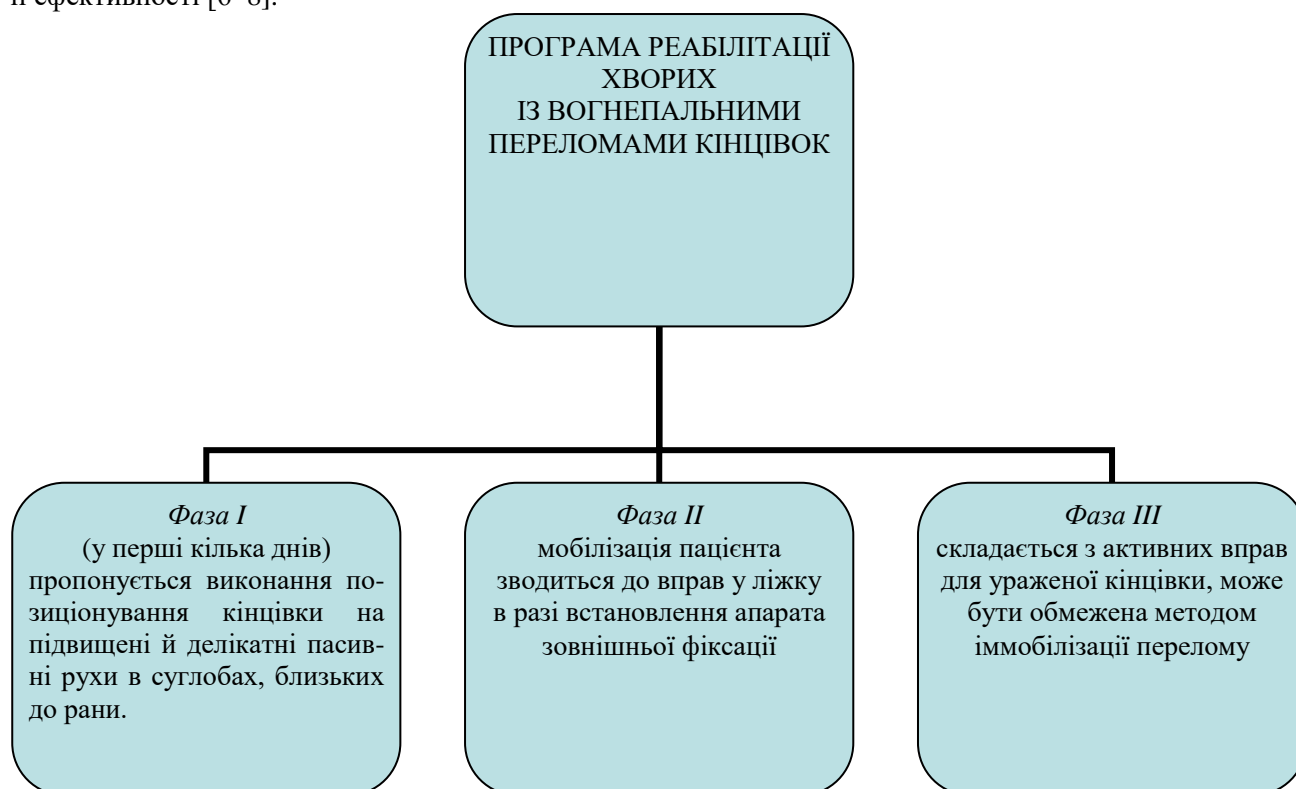 ефективності [6–8].
ПРОГРАМА РЕАБІЛІТАЦІЇ
ХВОРИХ
ІЗ ВОГНЕПАЛЬНИМИ
ПЕРЕЛОМАМИ КІНЦІВОК
Фаза I
(у перші кілька днів)
пропонується виконання по-
зиціонування кінцівки на
підвищені й делікатні пасив-
ні рухи в суглобах, близьких
до рани.
Фаза II
мобілізація пацієнта
зводиться до вправ у ліжку
в разі встановлення апарата
зовнішньої фіксації
Фаза III
складається з активних вправ
для ураженої кінцівки, може
бути обмежена методом
іммобілізації перелому